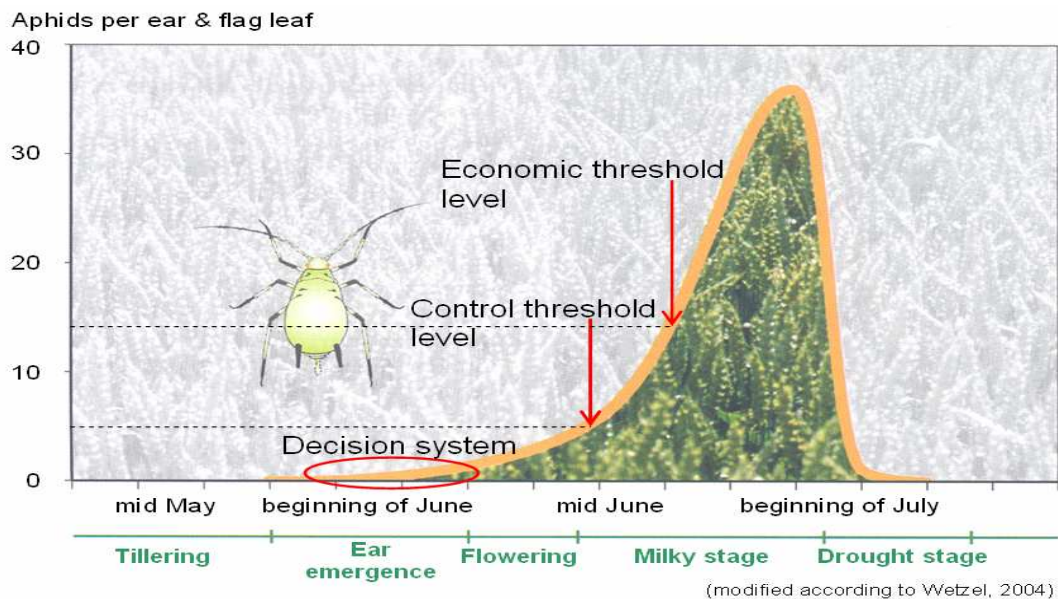 Aphids per ear & flag leaf
40
30
20
10
0
Economic threshold
level
Control threshold
level
Decision system
mid May beginning of June mid June beginning of July
Tillering Ear emergence Flowering Milky stage Drought stage
(modified according to Wetzel, 2004)